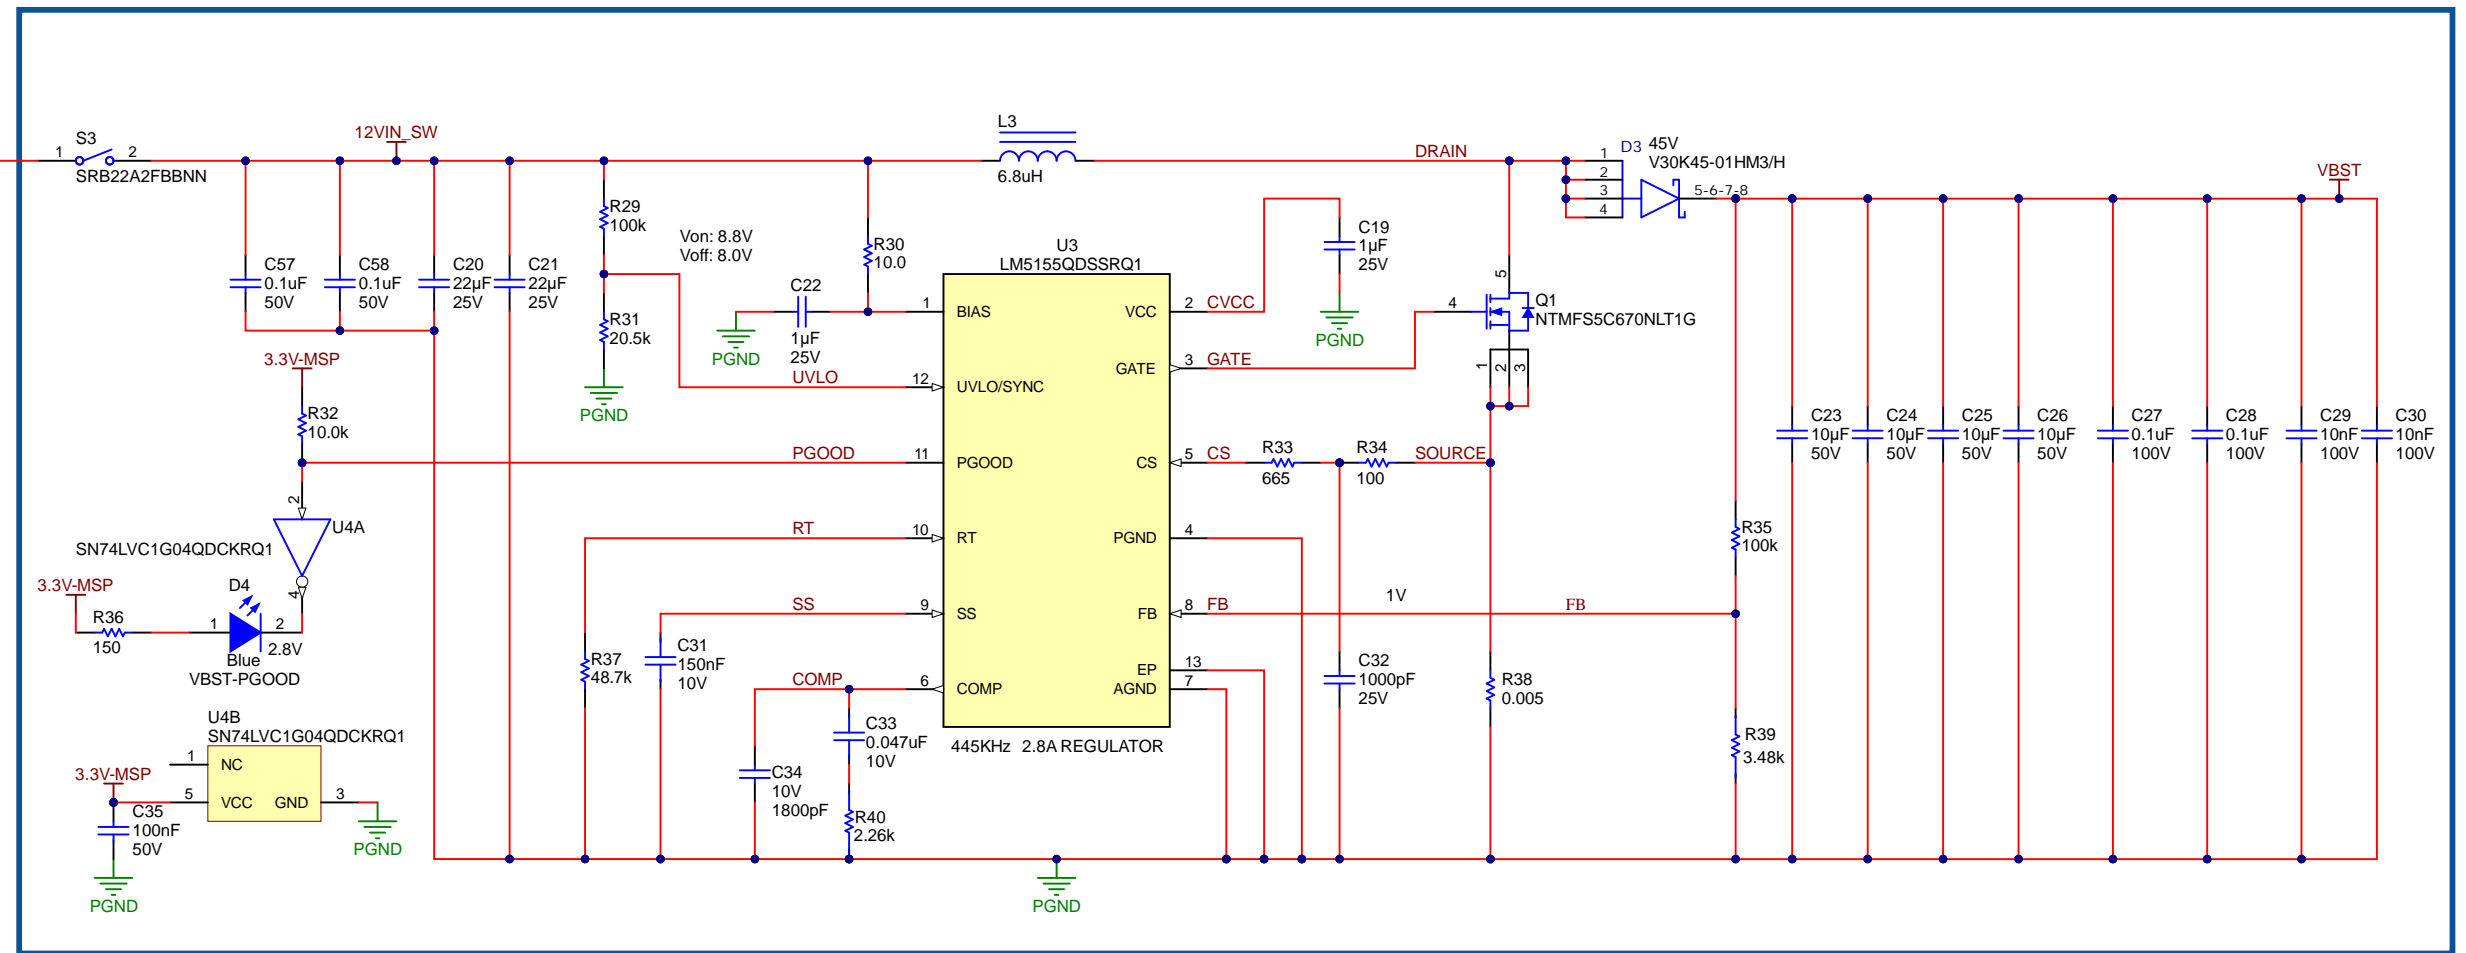 S3
1
2
SRB22A2FBBNN
12VIN_SW
C57
0.1uF
50V
C58
0.1uF
50V
C20
22µF
25V
C21
22µF
25V
R29
100k
R31
20.5k
PGND
Von: 8.8V
Voff: 8.0V
R30
10.0
C22
1µF
25V
PGND
UVLO
L3
6.8uH
DRAIN
1
2
3
4
D3
45V
V30K45-01HM3/H
5-6-7-8
VBST
C19
1µF
25V
PGND
5
4
Q1
NTMFS5C670NLT1G
1
2
3
U3
LM5155QDSSRQ1
1
BIAS
12
UVLO/SYNC
11
PGOOD
10
RT
9
SS
6
COMP
VCC
2
CVCC
GATE
3
GATE
CS
5
CS
PGND
4
FB
8
FB
EP
13
AGND
7
445KHz 2.8A REGULATOR
3.3V-MSP
R32
10.0k
PGOOD
2
U4A
SN74LVC1G04QDCKRQ1
4
3.3V-MSP
R36
150
D4
1
2
Blue
2.8V
VBST-PGOOD
U4B
SN74LVC1G04QDCKRQ1
1
NC
3.3V-MSP
5
VCC
GND
3
C35
100nF
50V
PGND
PGND
RT
R37
48.7k
SS
C31
150nF
10V
COMP
C33
0.047uF
10V
C34
10V
1800pF
R40
2.26k
PGND
R33
665
R34
100
SOURCE
C32
1000pF
25V
R38
0.005
1V
FB
R35
100k
R39
3.48k
C23
10µF
50V
C24
10µF
50V
C25
10µF
50V
C26
10µF
50V
C27
0.1uF
100V
C28
0.1uF
100V
C29
10nF
100V
C30
10nF
100V